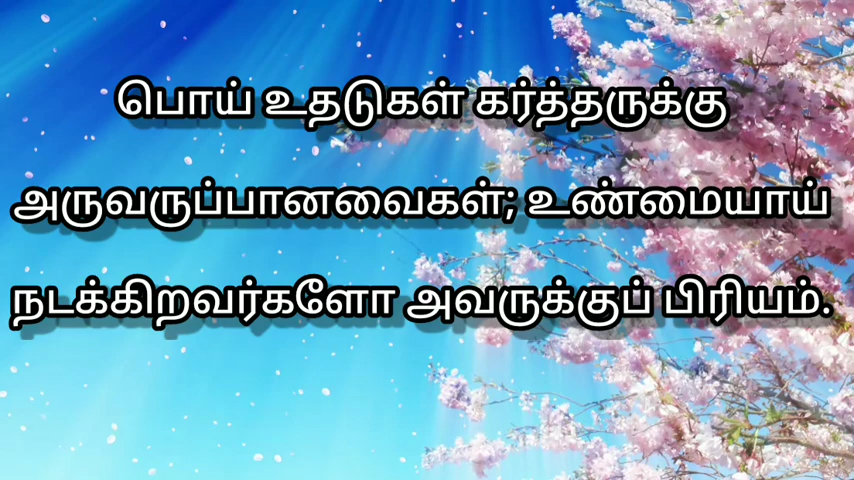 பொய் உதடுகள் கர்த்தருக்கு
அருவருப்பானவைகள்; உண்மையாய்
நடக்கிறவர்களோ அவருக்குப் பிரியம்.